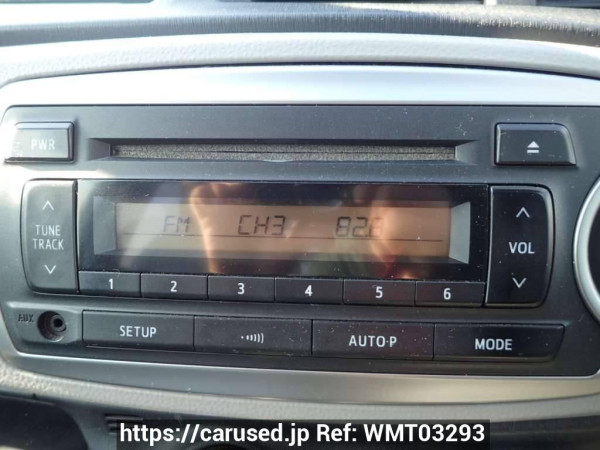 PWR
TUNE
TRACK
FM CH3
VOL
1 2 3 4 5 6
AUX
SETUP
AUTO·P
MODE
https://carused.jp Ref: WMT03293